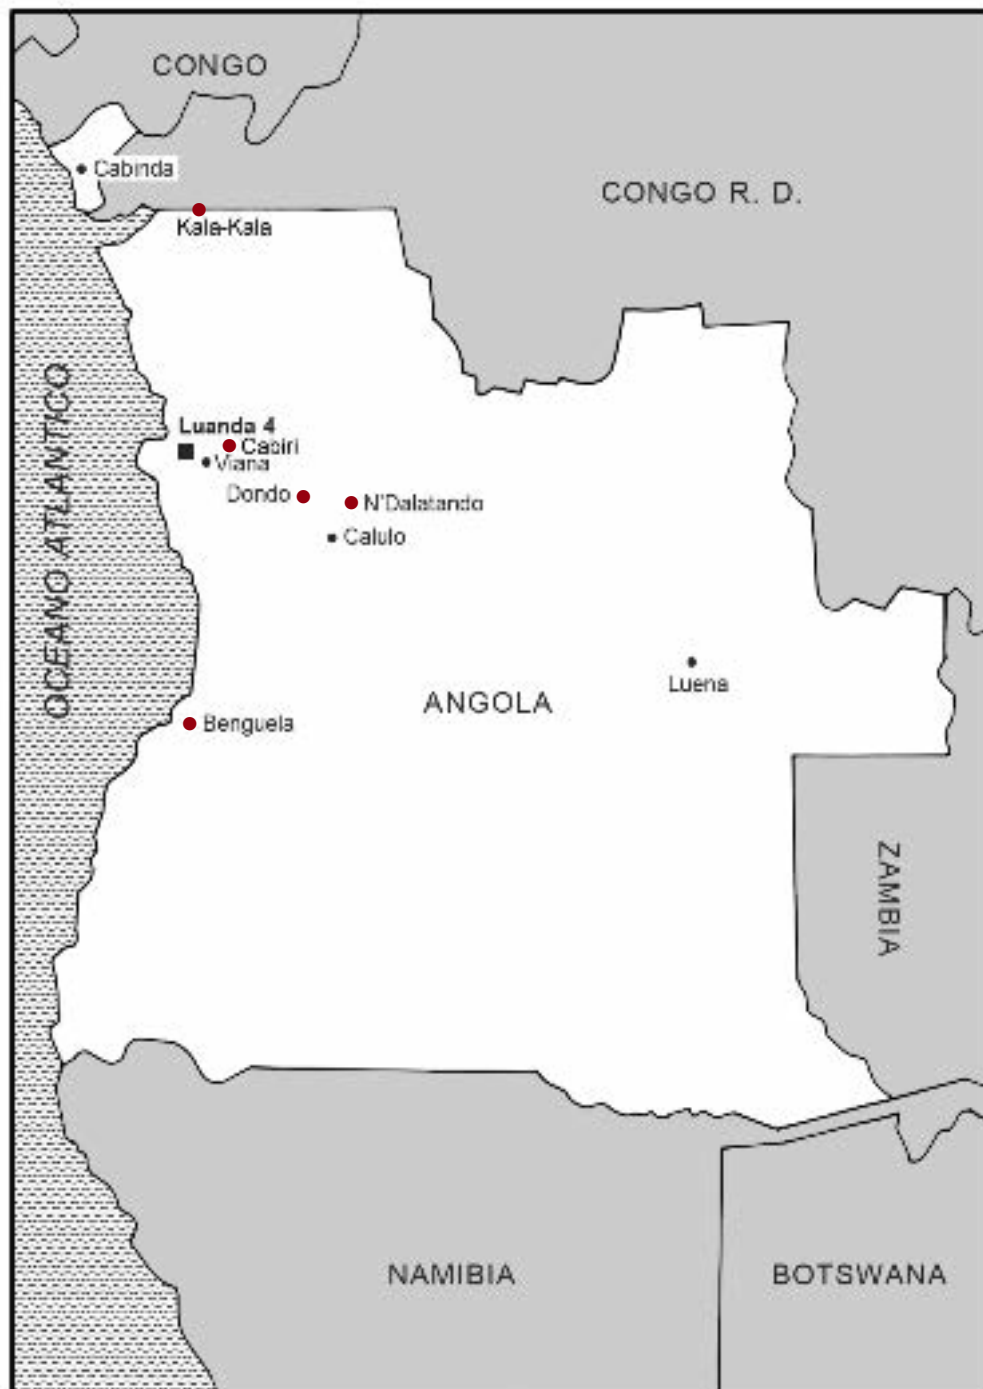 CONGO
Cabinda
CONGO R. D.
Kala-Kala
OCEANO ATLANTICO
Luanda 4
Cabiri
Viana
Dondo
N'Dalatando
Calulo
Luena
ANGOLA
Benguela
ZAMBIA
NAMIBIA
BOTSWANA